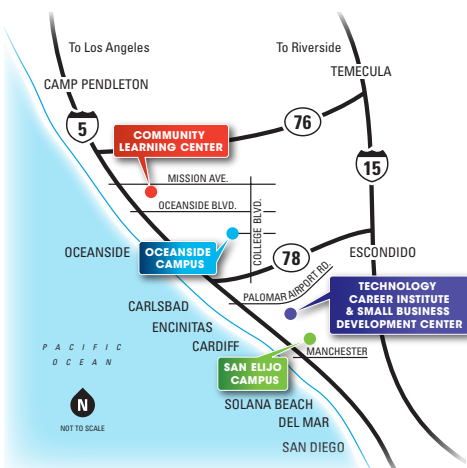 To Los Angeles
To Riverside
TEMECULA
CAMP PENDLETON
5
76
COMMUNITY
LEARNING CENTER
15
MISSION AVE.
OCEANSIDE BLVD.
COLLEGE BLVD.
OCEANSIDE
OCEANSIDE
CAMPUS
78
ESCONDIDO
PALOMAR AIRPORT RD.
TECHNOLOGY
CAREER INSTITUTE
& SMALL BUSINESS
DEVELOPMENT CENTER
CARLSBAD
ENCINITAS
CARDIFF
PACIFIC
OCEAN
MANCHESTER
SAN ELIJO
CAMPUS
N
NOT TO SCALE
SOLANA BEACH
DEL MAR
SAN DIEGO